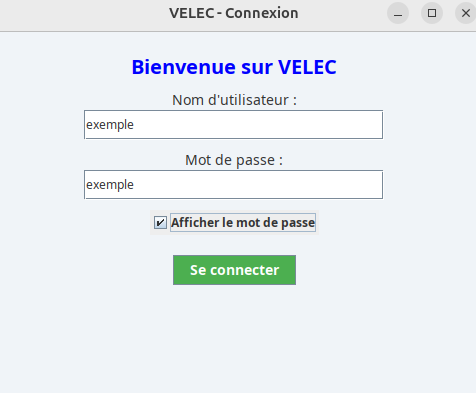 VELEC - Connexion
Bienvenue sur VELEC
Nom d'utilisateur :
exemple
Mot de passe :
exemple
Afficher le mot de passe
Se connecter